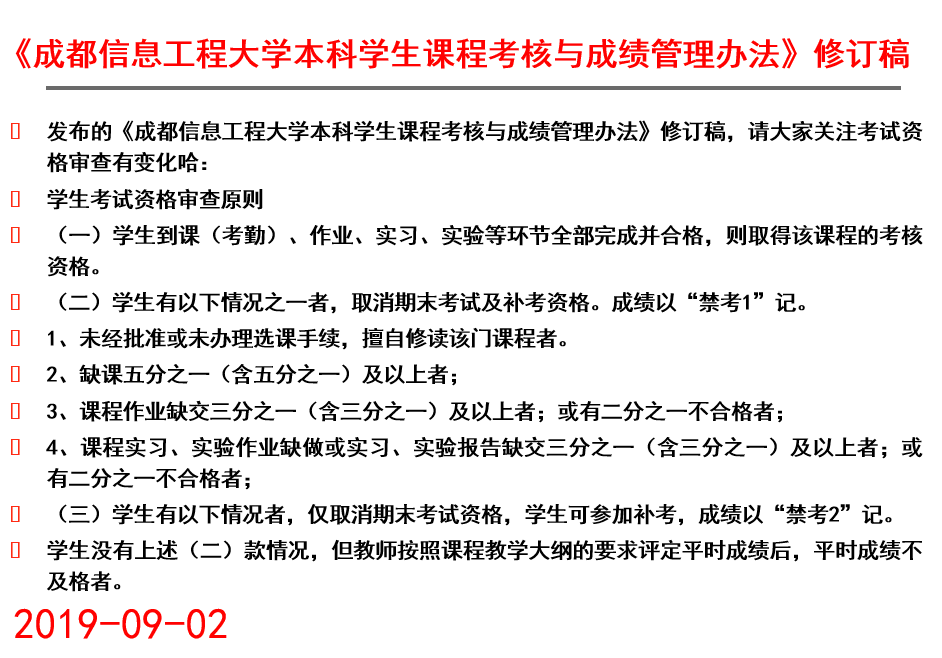 《成都信息工程大学本科学生课程考核与成绩管理办法》修订稿
发布的《成都信息工程大学本科学生课程考核与成绩管理办法》修订稿，请大家关注考试资
格审查有变化哈：
学生考试资格审查原则
（一）学生到课（考勤）、作业、实习、实验等环节全部完成并合格，则取得该课程的考核
资格。
（二）学生有以下情况之一者，取消期末考试及补考资格。成绩以“禁考1”记。
1、未经批准或未办理选课手续，擅自修读该门课程者。
2、缺课五分之一（含五分之一）及以上者；
3、课程作业缺交三分之一（含三分之一）及以上者；或有二分之一不合格者；
4、课程实习、实验作业缺做或实习、实验报告缺交三分之一（含三分之一）及以上者；或
有二分之一不合格者；
（三）学生有以下情况者，仅取消期末考试资格，学生可参加补考，成绩以“禁考2”记。
学生没有上述（二）款情况，但教师按照课程教学大纲的要求评定平时成绩后，平时成绩不
及格者。
2019-09-02